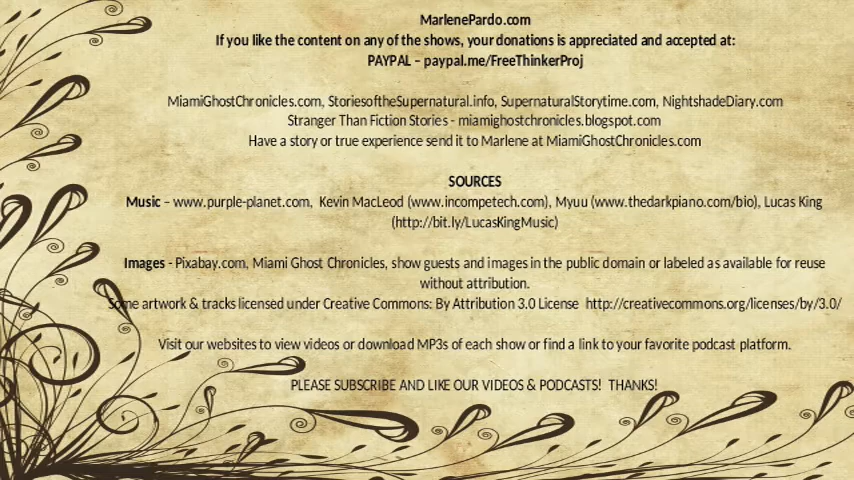 MarlenePardo.com
If you like the content on any of the shows, your donations is appreciated and accepted at:
PAYPAL – paypal.me/FreeThinkerProj
MiamiGhostChronicles.com, StoriesoftheSupernatural.info, SupernaturalStorytime.com, NightshadeDiary.com
Stranger Than Fiction Stories - miamighostchronicles.blogspot.com
Have a story or true experience send it to Marlene at MiamiGhostChronicles.com
SOURCES
Music – www.purple-planet.com, Kevin MacLeod (www.incompetech.com), Myuu (www.thedarkpiano.com/bio), Lucas King
(http://bit.ly/LucasKingMusic)
Images - Pixabay.com, Miami Ghost Chronicles, show guests and images in the public domain or labeled as available for reuse
without attribution.
Some artwork & tracks licensed under Creative Commons: By Attribution 3.0 License http://creativecommons.org/licenses/by/3.0/
Visit our websites to view videos or download MP3s of each show or find a link to your favorite podcast platform.
PLEASE SUBSCRIBE AND LIKE OUR VIDEOS & PODCASTS! THANKS!